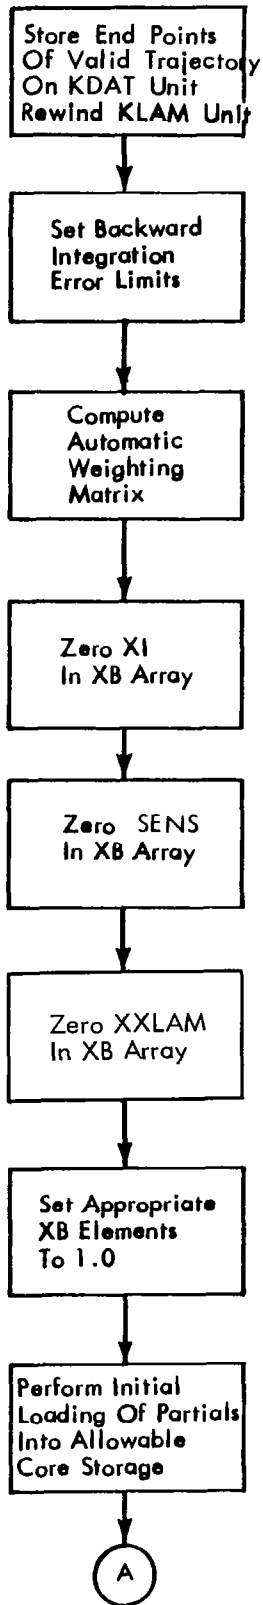 Store End Points
Of Valid Trajectory
On KDAT Unit
Rewind KLAM Unit
Set Backward
Integration
Error Limits
Compute
Automatic
Weighting
Matrix
Zero XI
In XB Array
Zero SENS
In XB Array
Zero XXLAM
In XB Array
Set Appropriate
XB Elements
To 1.0
Perform Initial
Loading Of Partials
Into Allowable
Core Storage
A